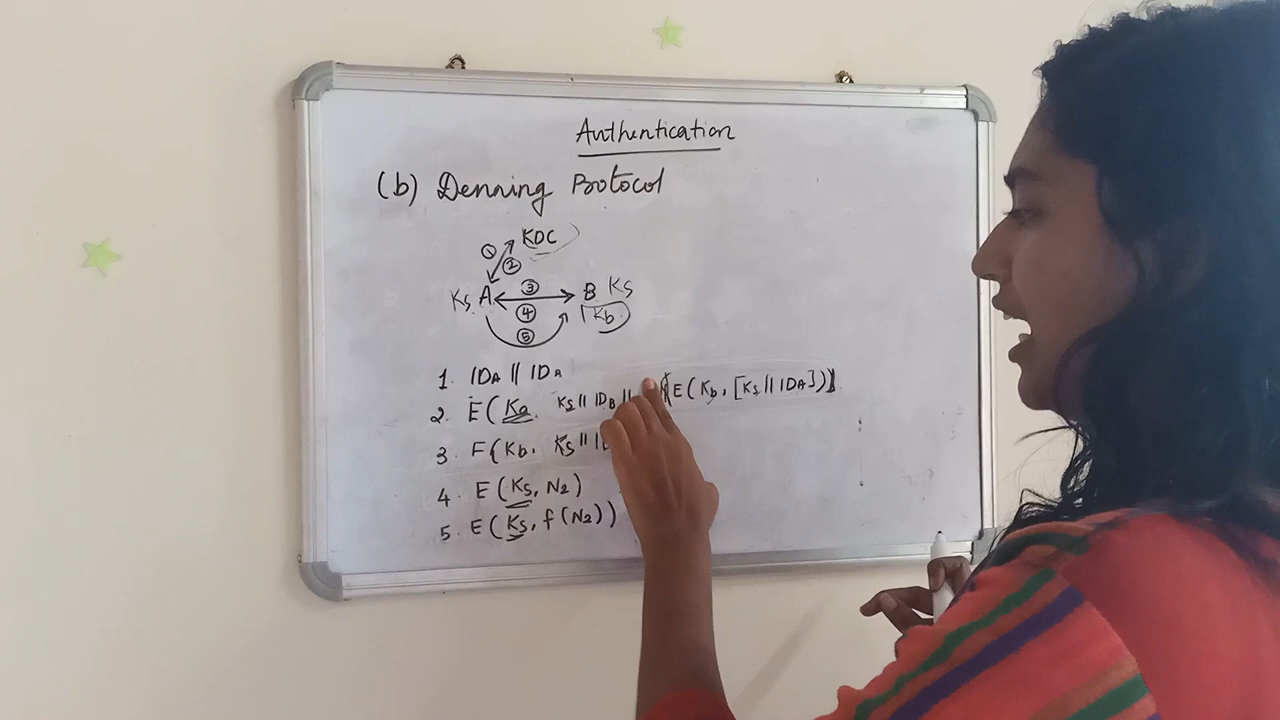 Authentication
(b) Denning Protocol
KDC
①
②
Ks A ③ B Ks
④ Kb
⑤
1. IDA || IDA
2. E(Ka, Ks || IDB || (E(Kb, [Ks || IDA]))
3. E{Kb, Ks ||
4. E(Ks, N2)
5. E(Ks, f(N2))